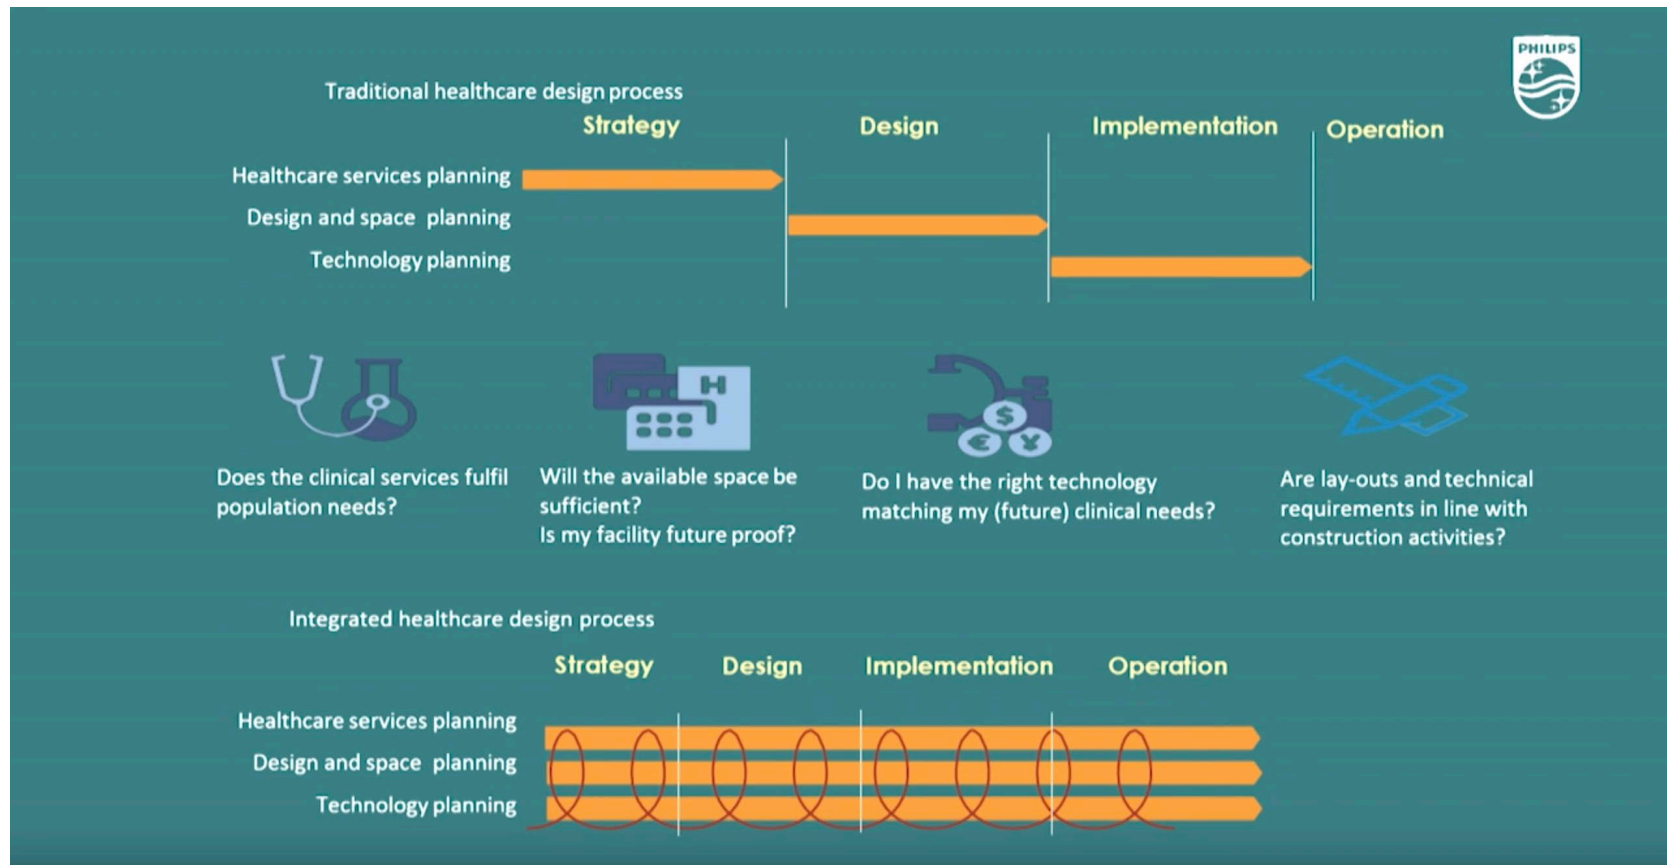 PHILIPS
Traditional healthcare design process
Strategy
Design
Implementation
Operation
Healthcare services planning
Design and space planning
Technology planning
H
$
€
¥
Does the clinical services fulfil
population needs?
Will the available space be
sufficient?
Is my facility future proof?
Do I have the right technology
matching my (future) clinical needs?
Are lay-outs and technical
requirements in line with
construction activities?
Integrated healthcare design process
Strategy
Design
Implementation
Operation
Healthcare services planning
Design and space planning
Technology planning